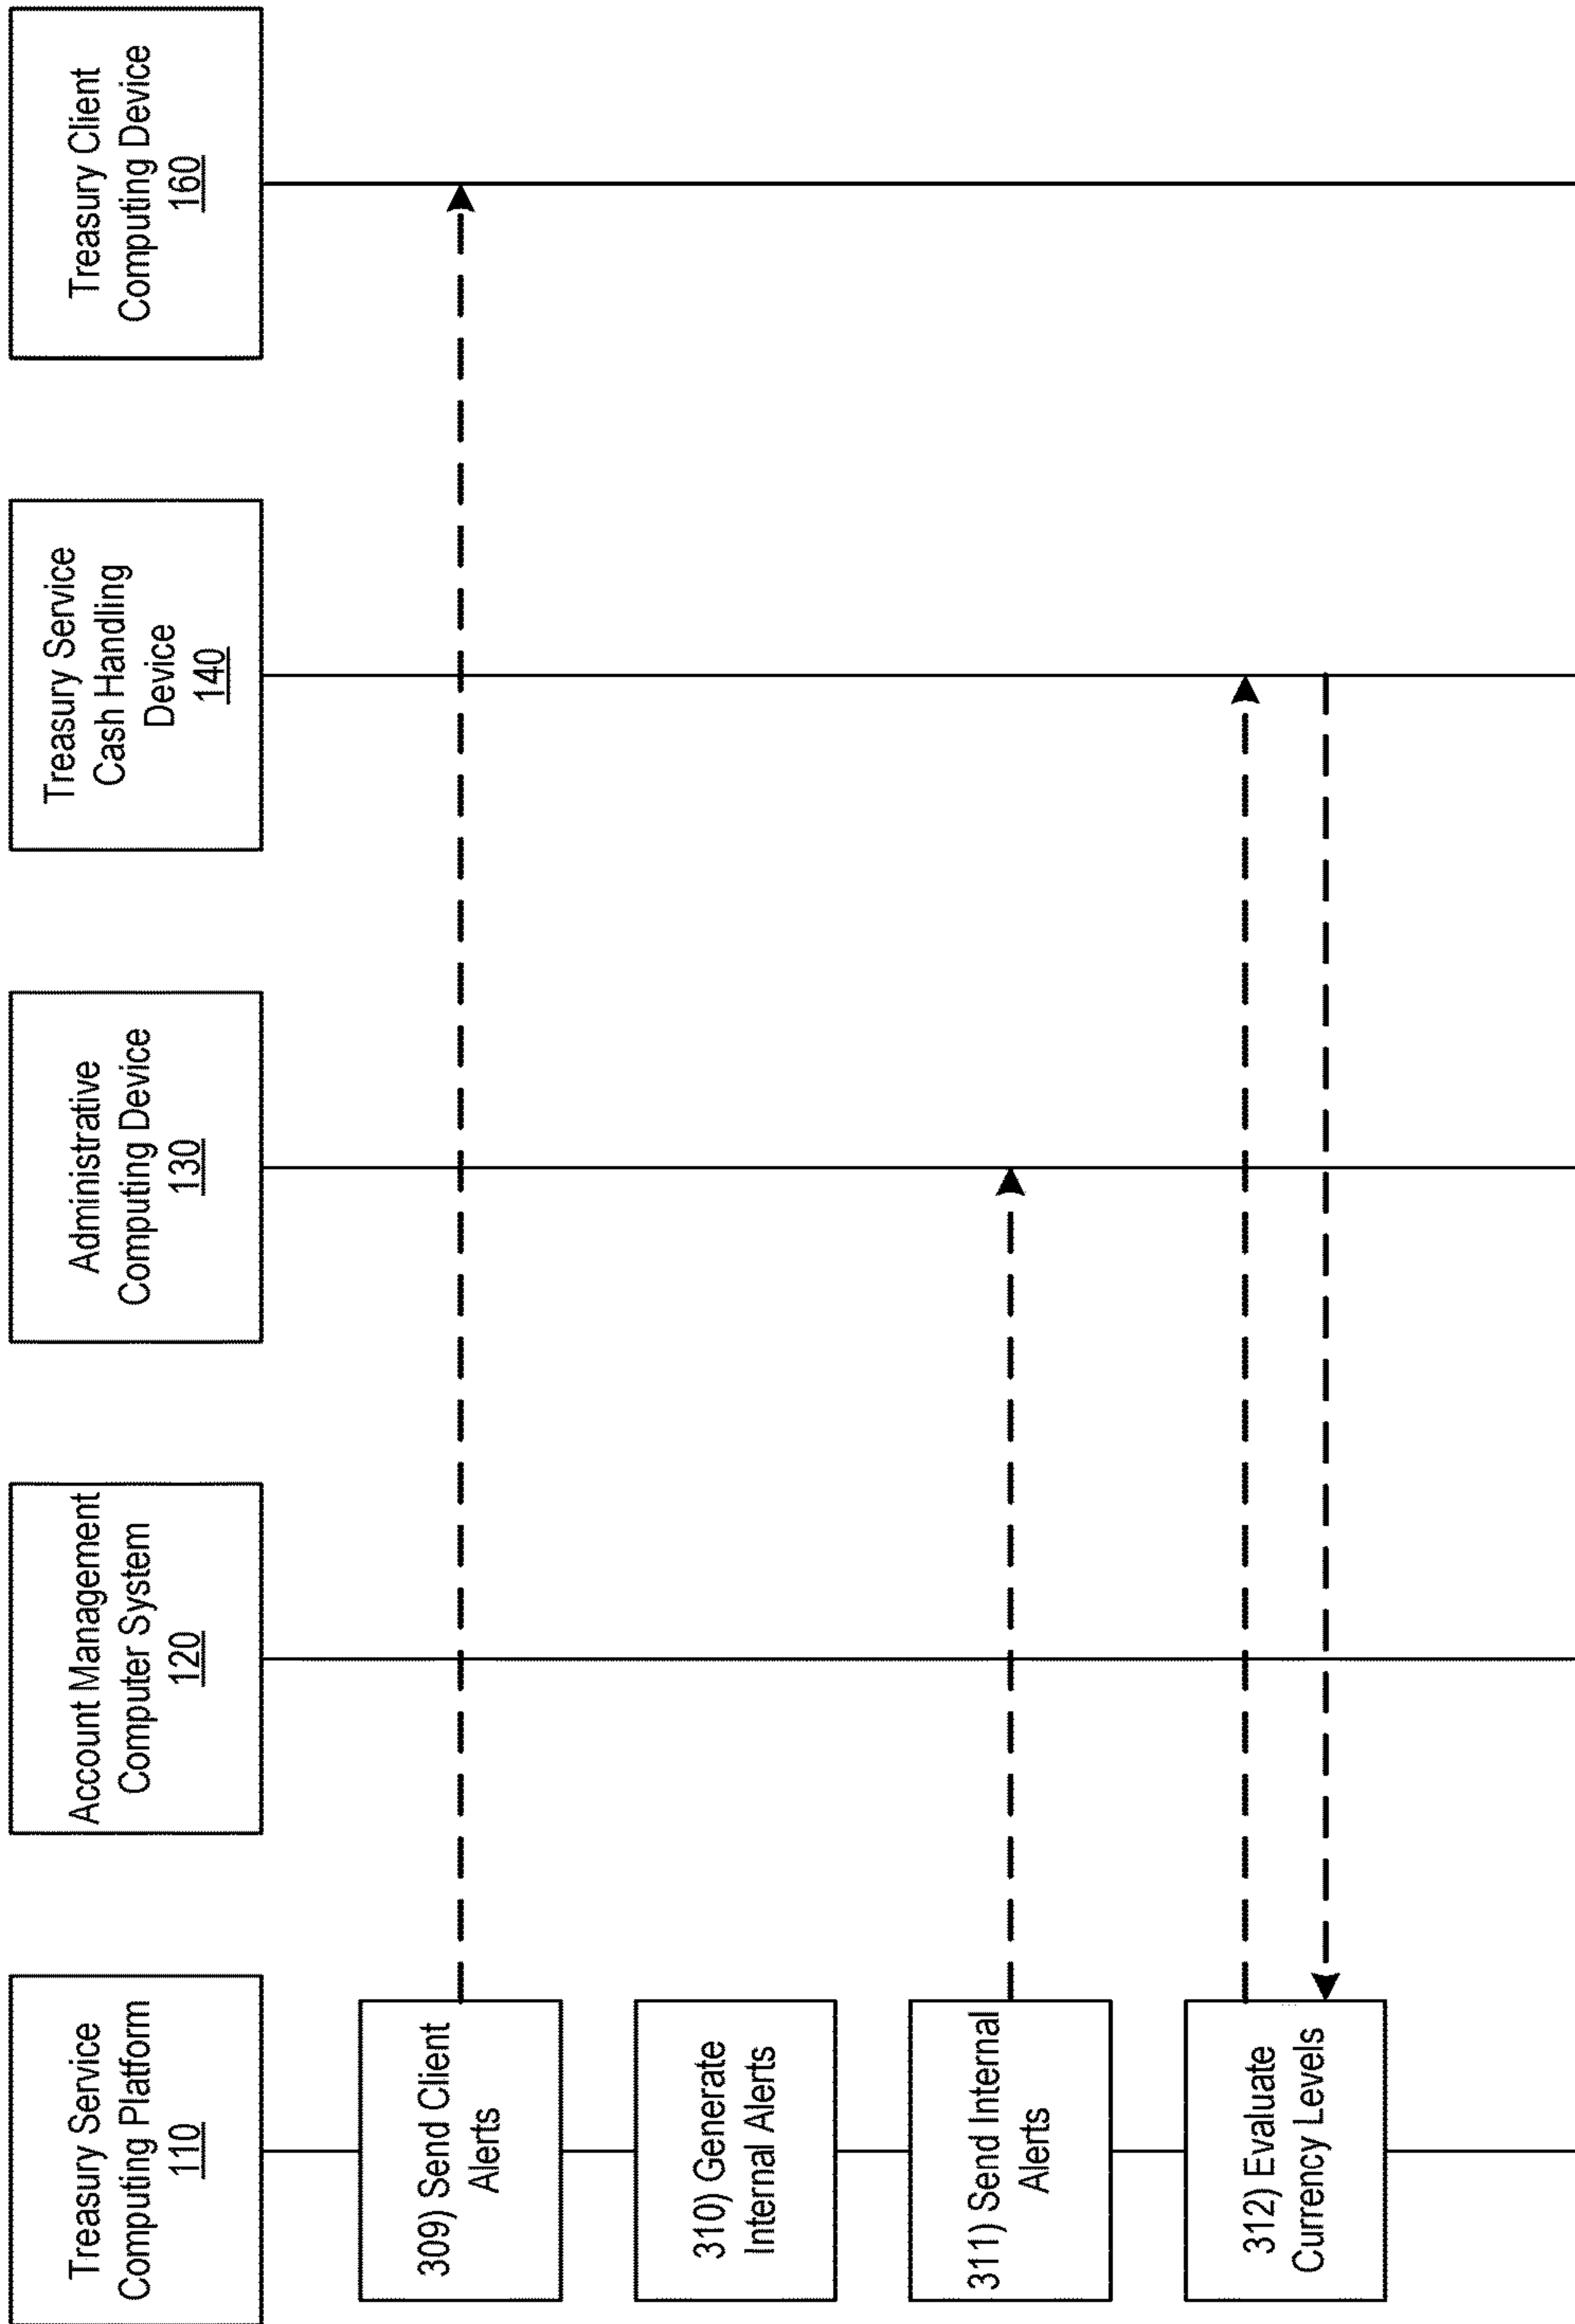 Treasury Service
Computing Platform
110
Account Management
Computer System
120
Administrative
Computing Device
130
Treasury Service
Cash Handling
Device
140
Treasury Client
Computing Device
160
309) Send Client
Alerts
310) Generate
Internal Alerts
311) Send Internal
Alerts
312) Evaluate
Currency Levels